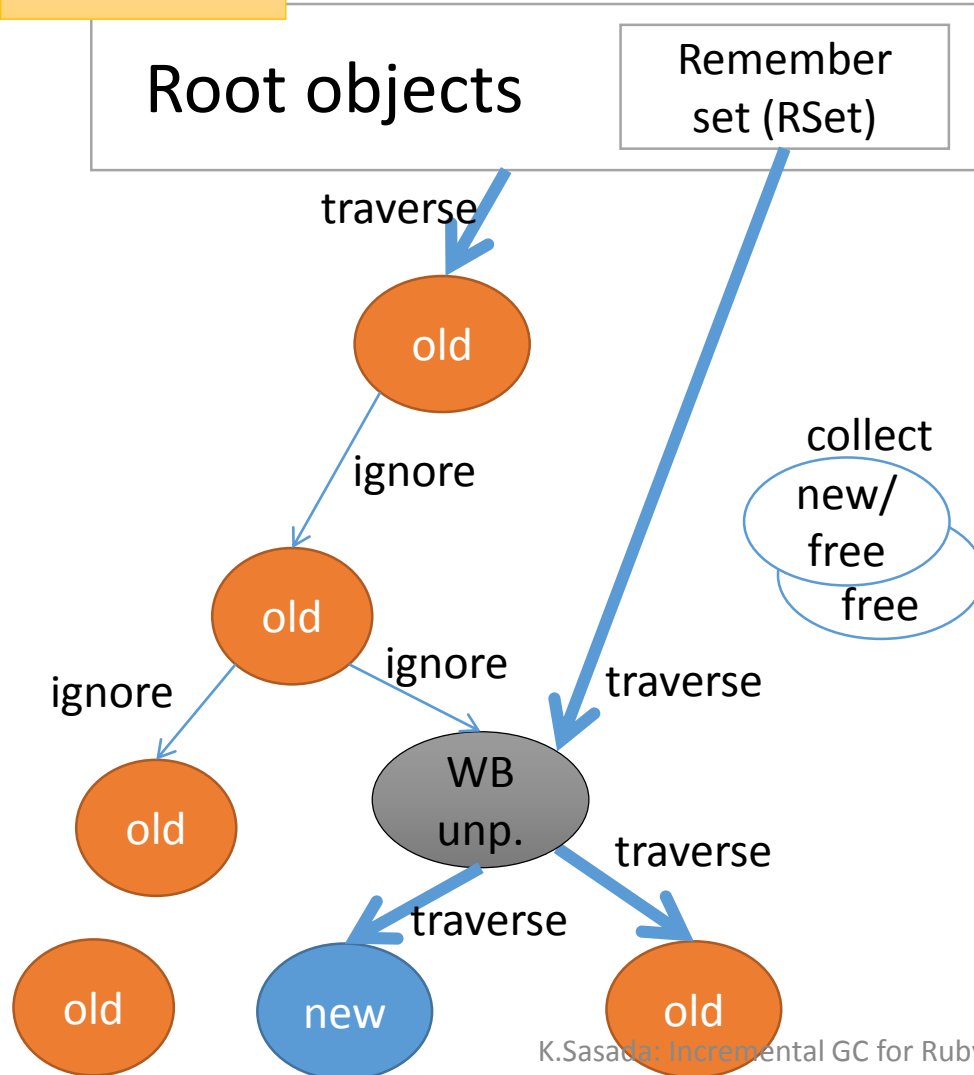 Root objects
Remember
set (RSet)
traverse
old
ignore
collect
new/
free
free
old
ignore
ignore
traverse
old
WB
unp.
traverse
traverse
old
new
old
K.Sasada: Incremental GC for Ruby